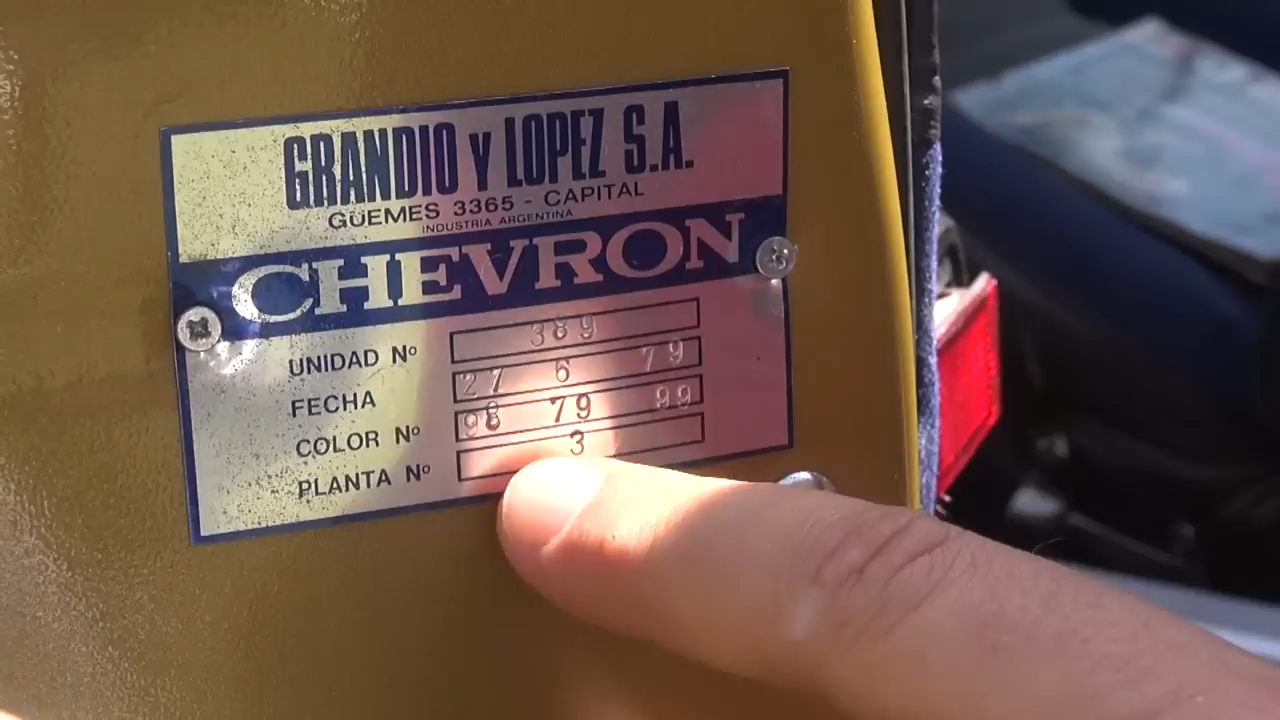 GRANDIO Y LOPEZ S.A.
GÜEMES 3365 - CAPITAL
INDUSTRIA ARGENTINA
CHEVRON
UNIDAD Nº 389
FECHA 27 6 79
COLOR Nº 98 79 99
PLANTA Nº 3